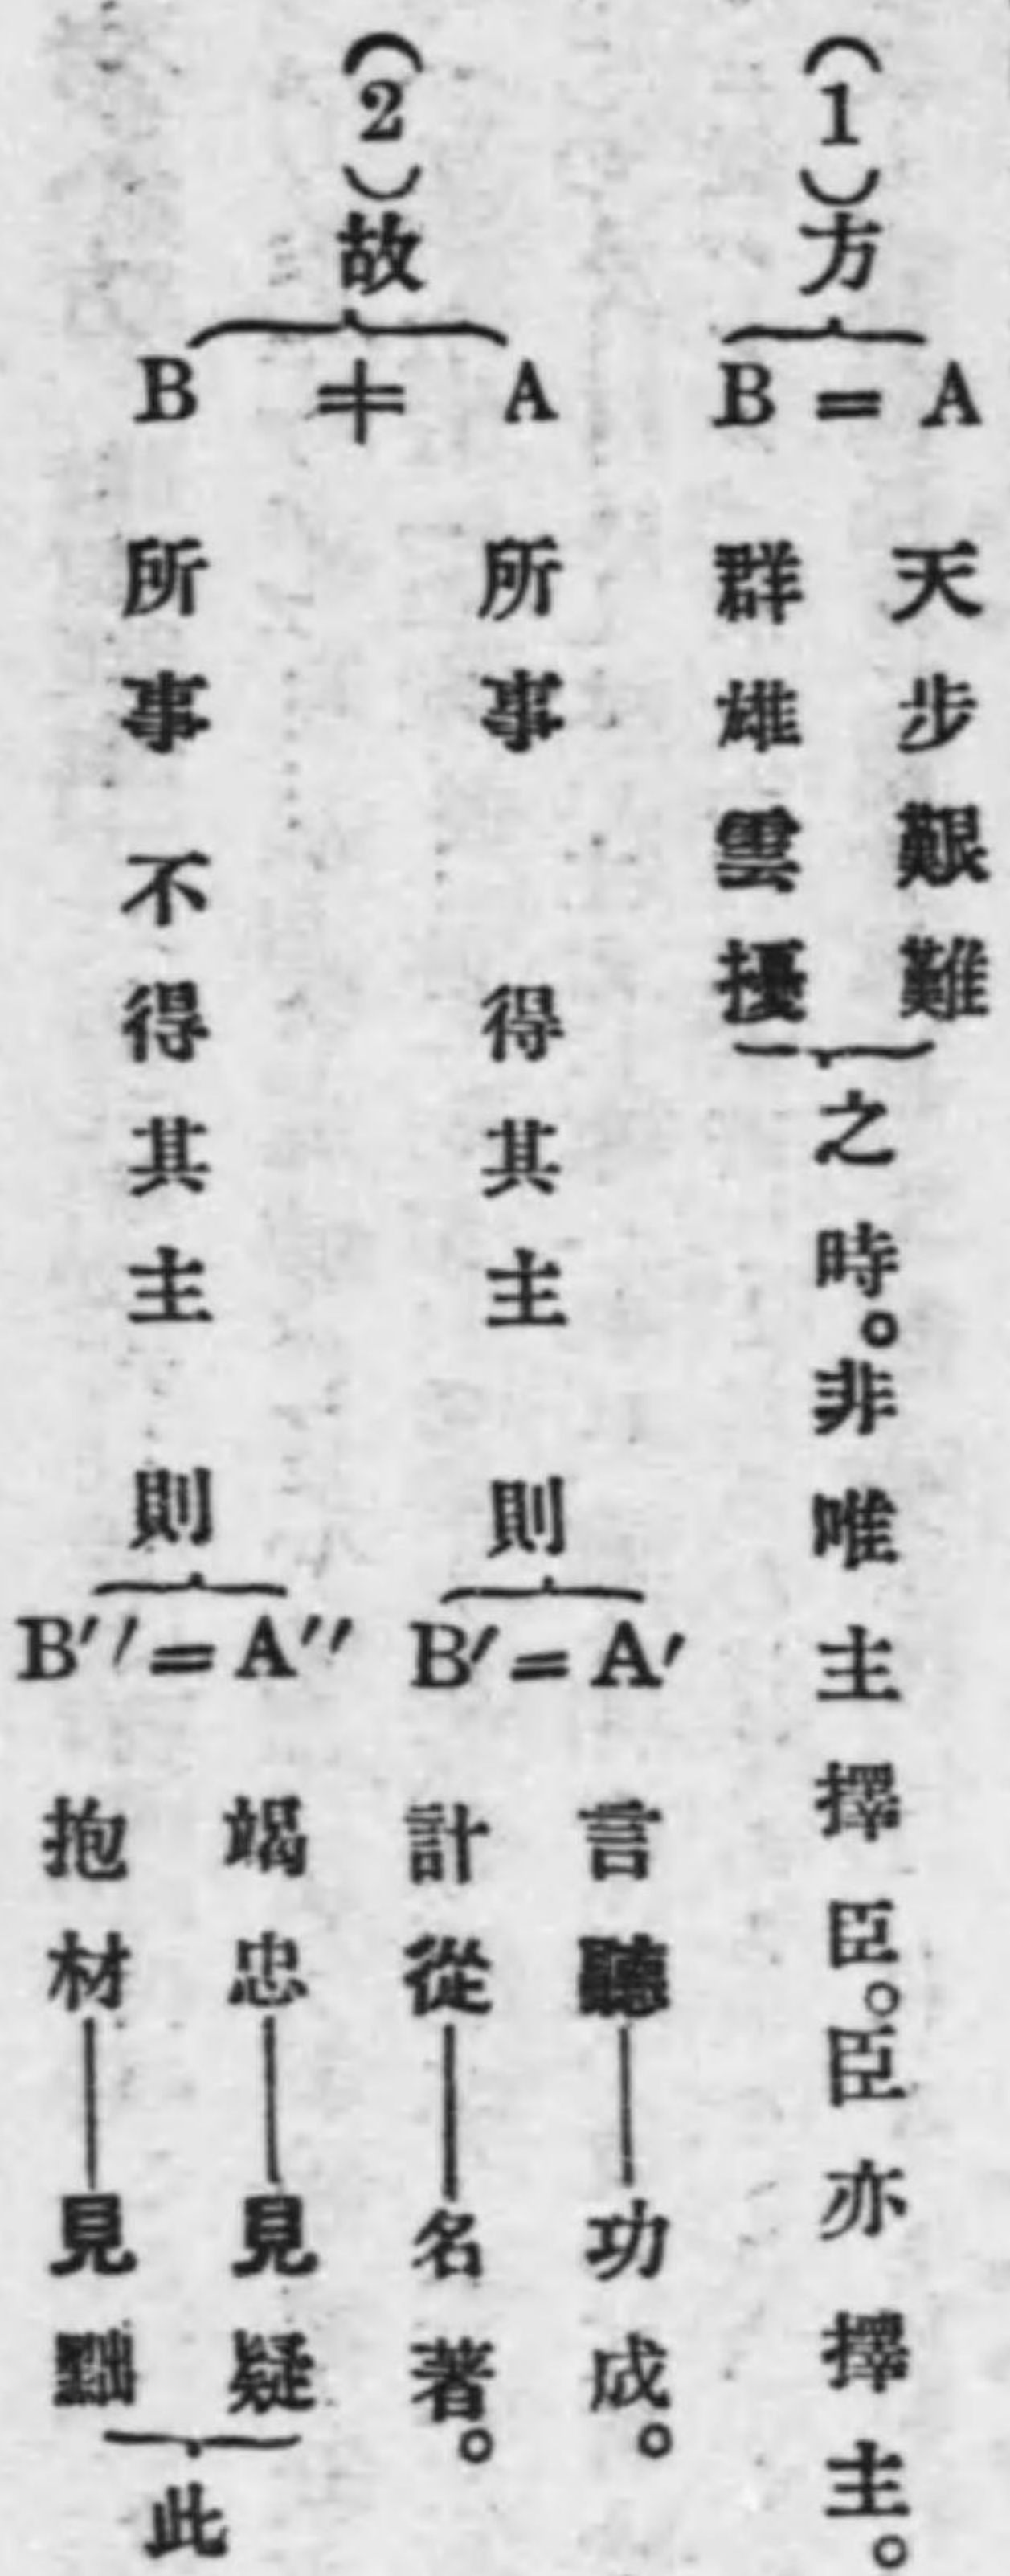 (1)方
A 天步艱難
=
B 群雄雲擾
之時。非唯主擇臣。臣亦擇主。
(2)故
A 所事得其主則
A′ 言聽——功成。
=
B′ 計從——名著。
≠
B 所事不得其主則
A″ 竭忠——見疑
=
B″ 抱材——見黜
此